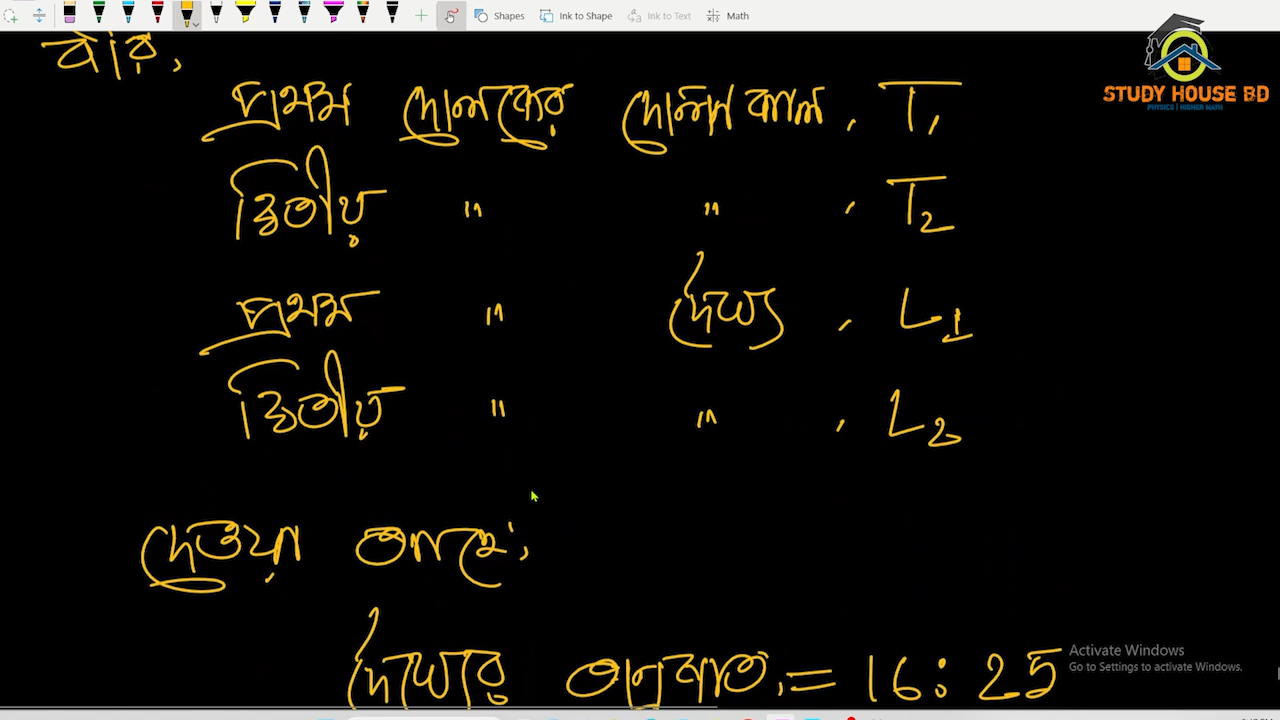 Shapes Ink to Shape Ink to Text Math
STUDY HOUSE BD
PHYSICS | HIGHER MATH
ধরি,
প্রথম দোলকের দোলনকাল, T₁
দ্বিতীয় " " , T₂
প্রথম " দৈর্ঘ্য , L₁
দ্বিতীয় " " , L₂
দেওয়া আছে,
দৈর্ঘ্যের অনুপাত, = 16 : 25
Activate Windows
Go to Settings to activate Windows.